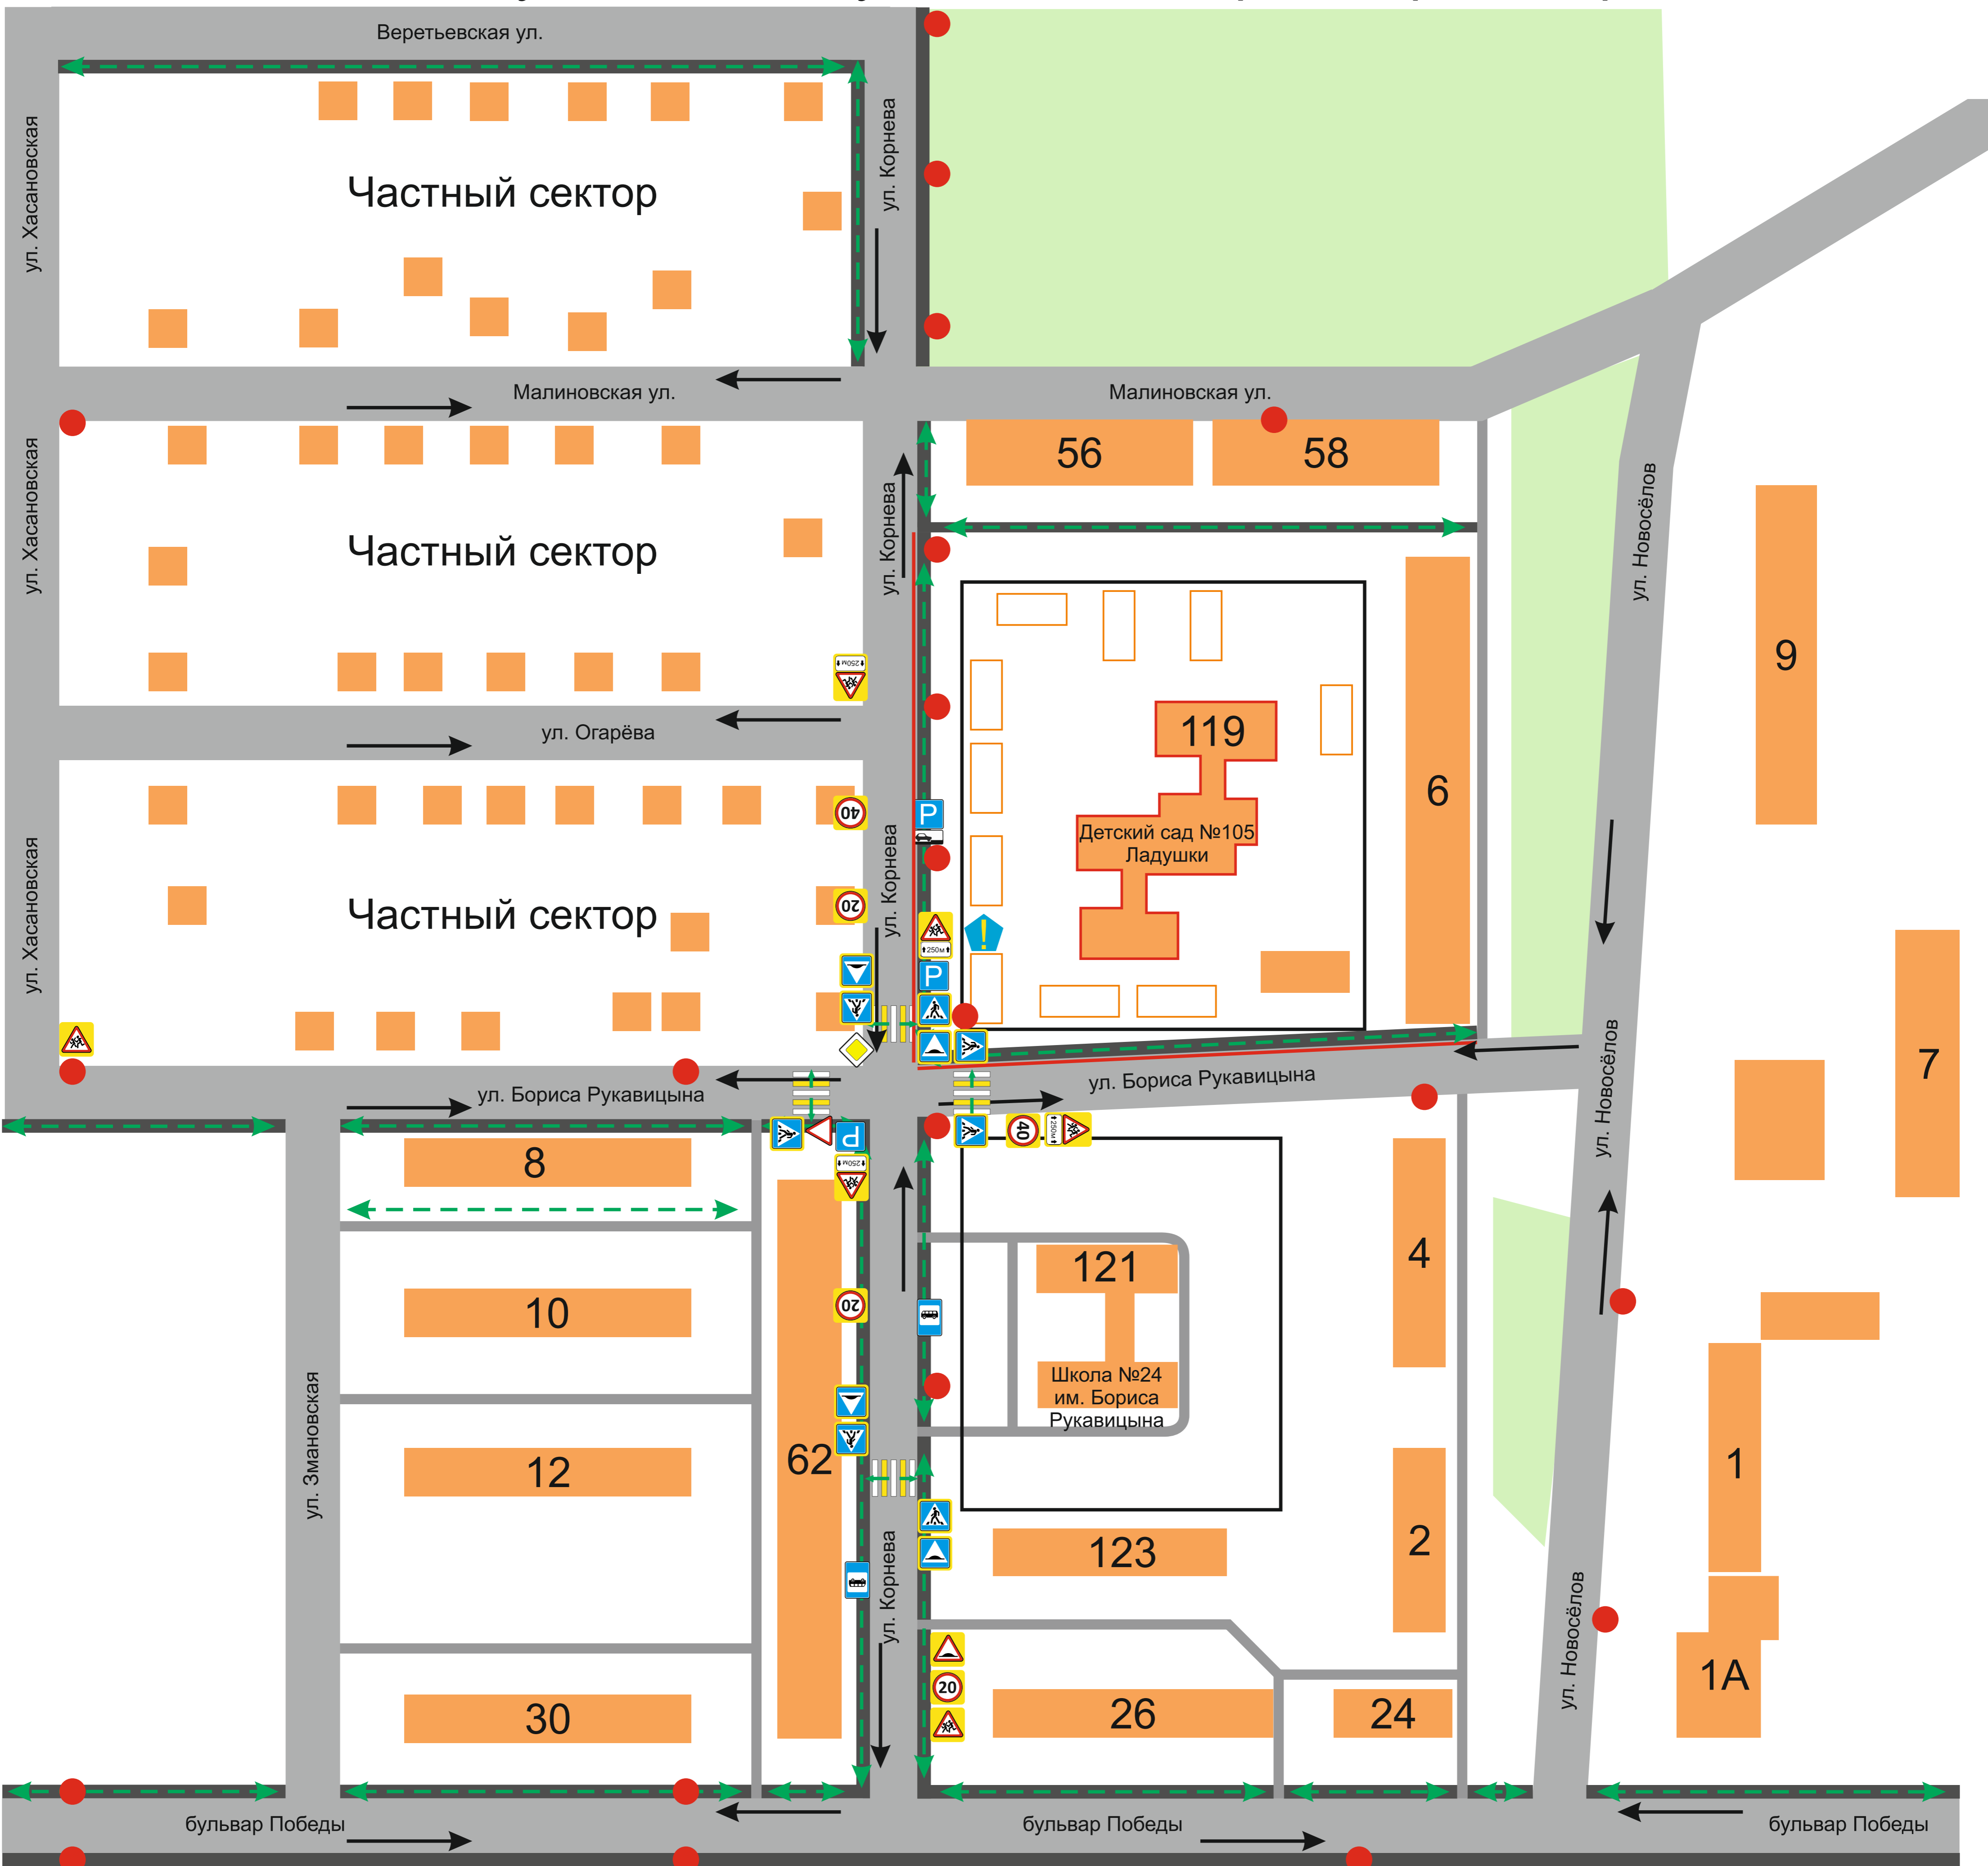 Веретьевская ул.
ул. Хасановская
ул. Корнева
Частный сектор
Малиновская ул.
Малиновская ул.
56
58
ул. Хасановская
ул. Корнева
ул. Новосёлов
Частный сектор
9
250м
119
ул. Огарёва
6
40
P
Детский сад №105
Ладушки
ул. Хасановская
ул. Корнева
20
Частный сектор
!
250м
P
7
ул. Бориса Рукавицына
ул. Бориса Рукавицына
ул. Новосёлов
P
40
250м
8
250м
4
121
10
20
Школа №24
им. Бориса
Рукавицына
ул. Змановская
12
62
1
123
2
ул. Корнева
ул. Новосёлов
20
1А
30
26
24
бульвар Победы
бульвар Победы
бульвар Победы